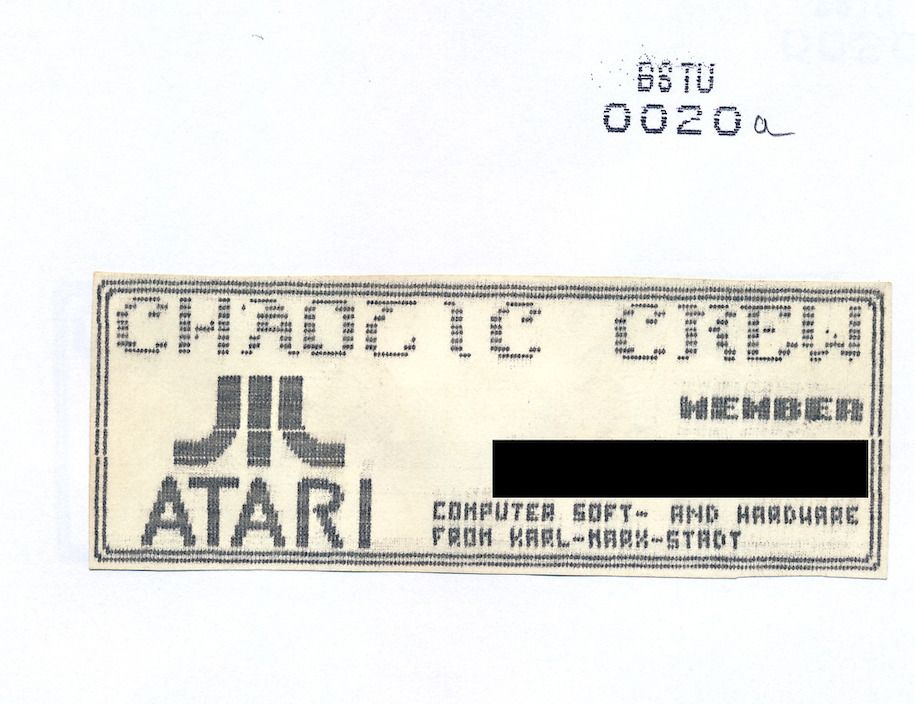 BSTU
0020a
CHAOTIC CREW
MEMBER
ATARI
COMPUTER SOFT- AND HARDWARE
FROM KARL-MARX-STADT